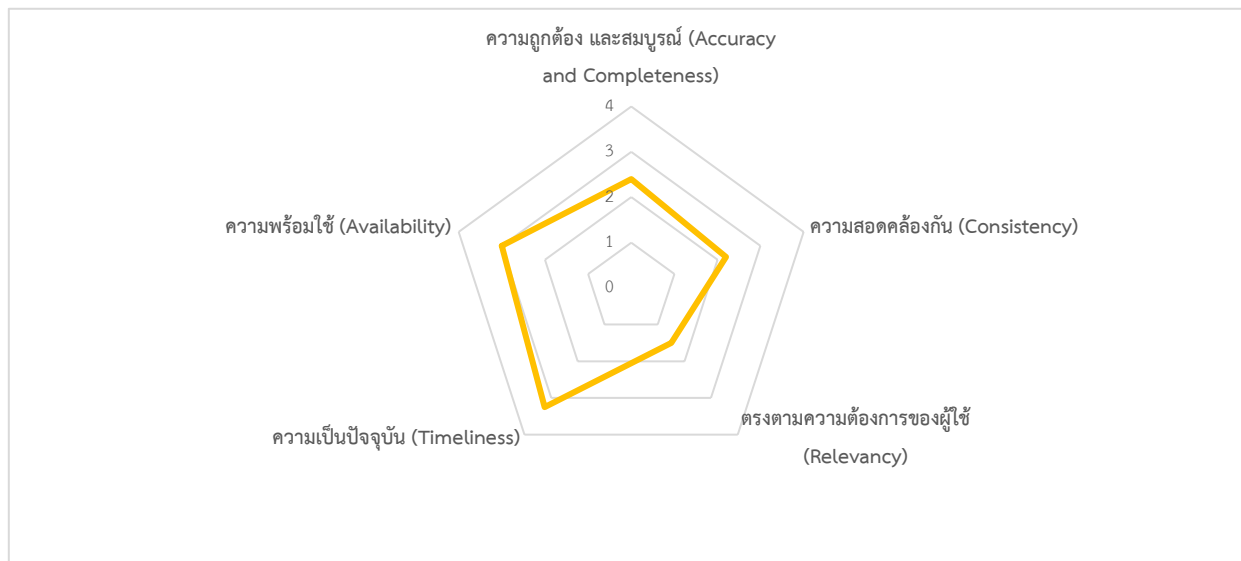 ความถูกต้อง และสมบูรณ์ (Accuracy
and Completeness)
4
3
2
1
0
ความพร้อมใช้ (Availability)
ความสอดคล้องกัน (Consistency)
ความเป็นปัจจุบัน (Timeliness)
ตรงตามความต้องการของผู้ใช้
(Relevancy)